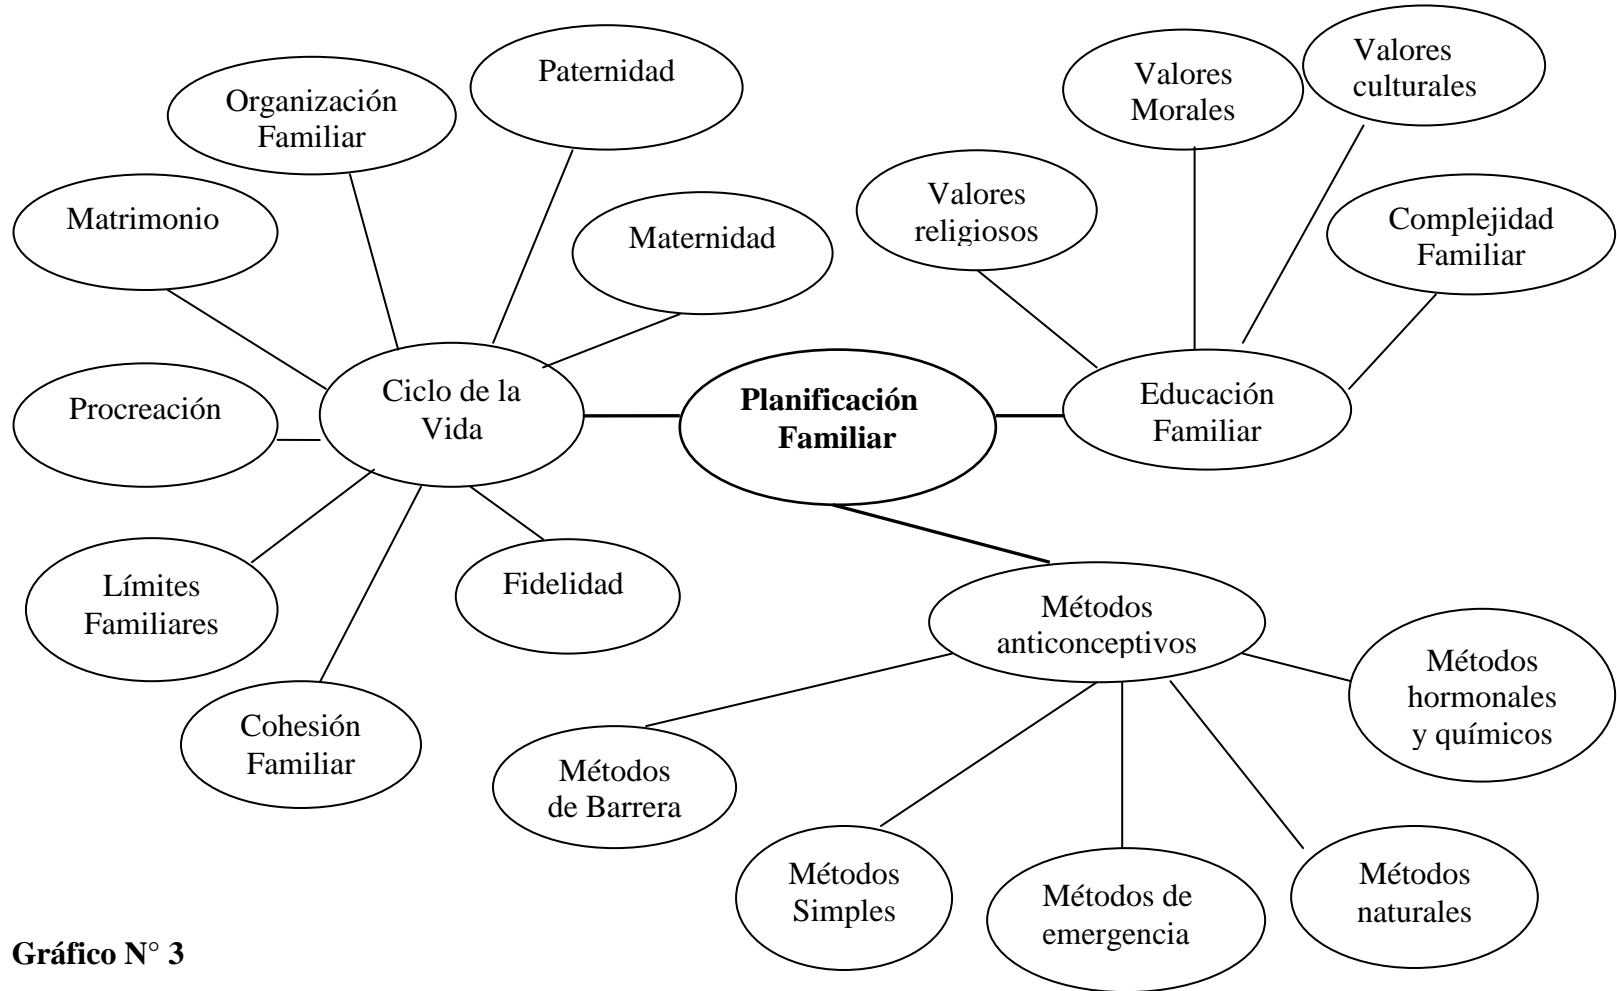 Organización
Familiar
Paternidad
Matrimonio
Maternidad
Procreación
Ciclo de la
Vida
Límites
Familiares
Cohesión
Familiar
Fidelidad
Planificación
Familiar
Valores
religiosos
Valores
Morales
Valores
culturales
Complejidad
Familiar
Educación
Familiar
Métodos
anticonceptivos
Métodos
de Barrera
Métodos
Simples
Métodos de
emergencia
Métodos
naturales
Métodos
hormonales
y químicos
Gráfico N° 3